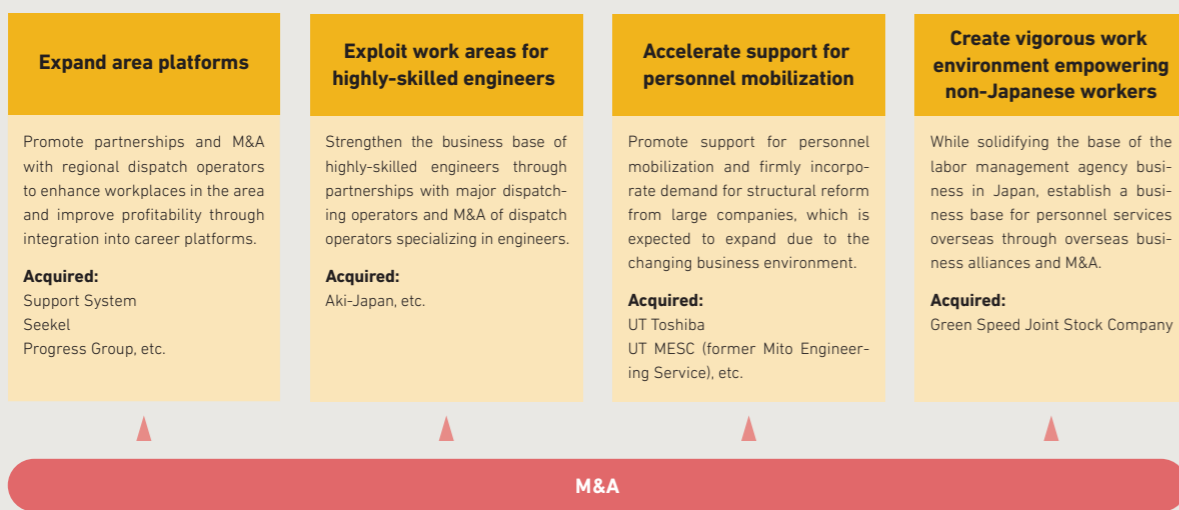 Expand area platforms
Promote partnerships and M&A
with regional dispatch operators
to enhance workplaces in the area
and improve profitability through
integration into career platforms.
Acquired:
Support System
Seekel
Progress Group, etc.
Exploit work areas for
highly-skilled engineers
Strengthen the business base of
highly-skilled engineers through
partnerships with major dispatch-
ing operators and M&A of dispatch
operators specializing in engineers.
Acquired:
Aki-Japan, etc.
Accelerate support for
personnel mobilization
Promote support for personnel
mobilization and firmly incorpo-
rate demand for structural reform
from large companies, which is
expected to expand due to the
changing business environment.
Acquired:
UT Toshiba
UT MESC (former Mito Engineer-
ing Service), etc.
Create vigorous work
environment empowering
non-Japanese workers
While solidifying the base of the
labor management agency busi-
ness in Japan, establish a busi-
ness base for personnel services
overseas through overseas busi-
ness alliances and M&A.
Acquired:
Green Speed Joint Stock Company
M&A